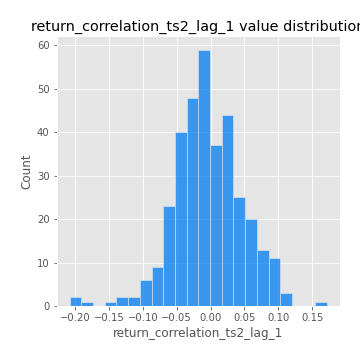 return_correlation_ts2_lag_1 value distribution
60
50
40
30
20
10
0
Count
−0.20 −0.15 −0.10 −0.05 0.00 0.05 0.10 0.15
return_correlation_ts2_lag_1